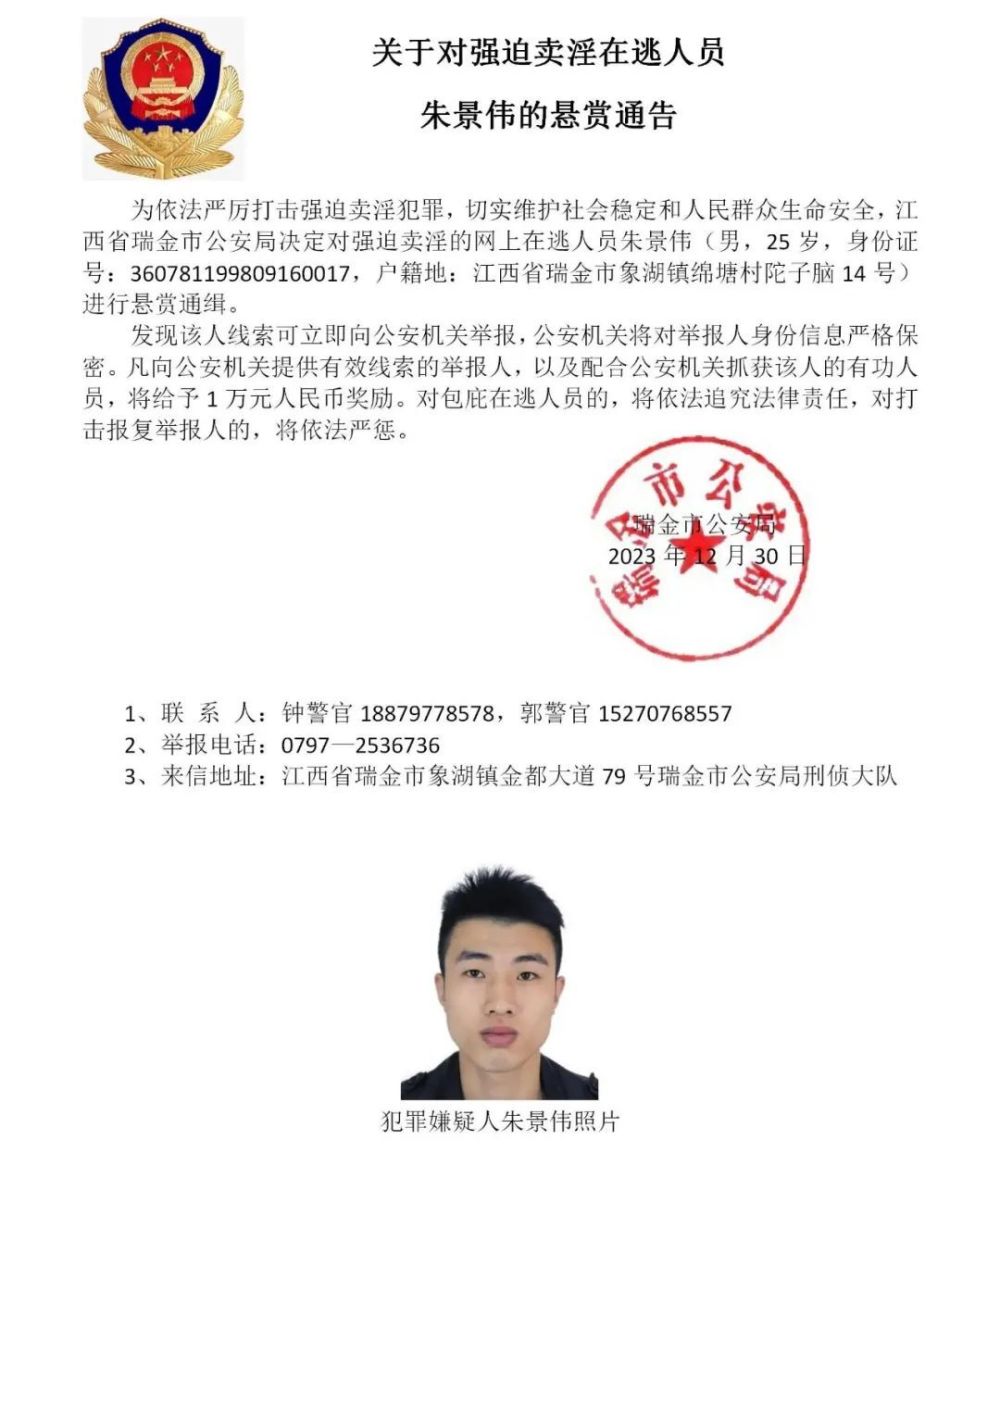 关于对强迫卖淫在逃人员
朱景伟的悬赏通告
为依法严厉打击强迫卖淫犯罪，切实维护社会稳定和人民群众生命安全，江
西省瑞金市公安局决定对强迫卖淫的网上在逃人员朱景伟（男，25 岁，身份证
号：360781199809160017，户籍地：江西省瑞金市象湖镇绵塘村陀子脑 14 号）
进行悬赏通缉。
发现该人线索可立即向公安机关举报，公安机关将对举报人身份信息严格保
密。凡向公安机关提供有效线索的举报人，以及配合公安机关抓获该人的有功人
员，将给予 1 万元人民币奖励。对包庇在逃人员的，将依法追究法律责任，对打
击报复举报人的，将依法严惩。
瑞金市公安局
瑞金市公安局
2023 年 12 月 30 日
1、联 系 人：钟警官 18879778578，郭警官 15270768557
2、举报电话：0797—2536736
3、来信地址：江西省瑞金市象湖镇金都大道 79 号瑞金市公安局刑侦大队
犯罪嫌疑人朱景伟照片